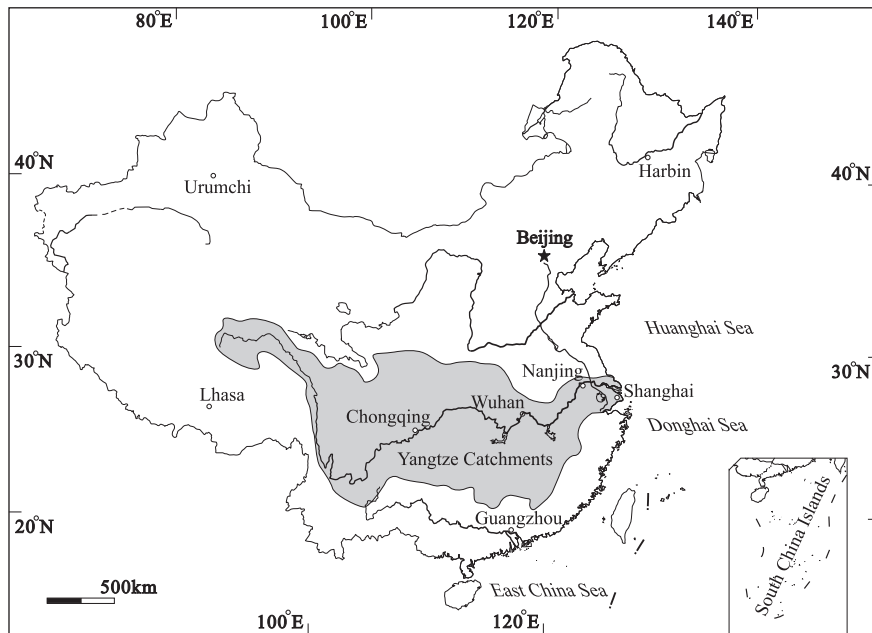 80°E 100°E 120°E 140°E
40°N
Urumchi
Harbin
40°N
Beijing
Huanghai Sea
30°N
30°N
Nanjing
Lhasa
Shanghai
Wuhan
Chongqing
Donghai Sea
Yangtze Catchments
20°N
Guangzhou
South China Islands
500km
East China Sea
100°E 120°E